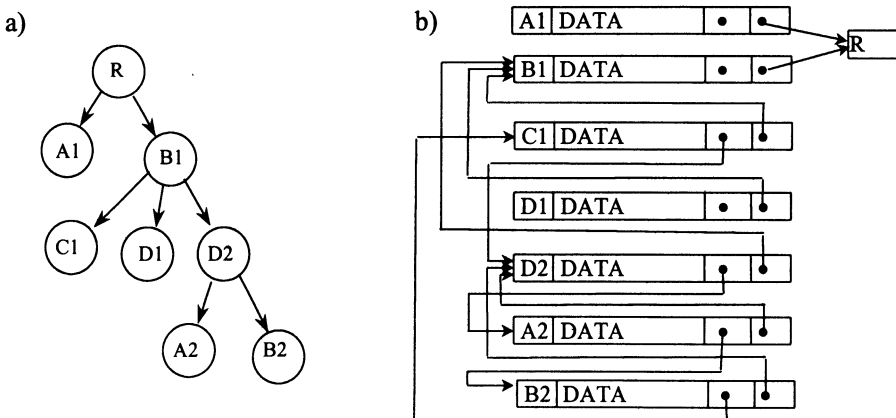 a)
R
A1
B1
C1
D1
D2
A2
B2
b)
A1 DATA
R
B1 DATA
C1 DATA
D1 DATA
D2 DATA
A2 DATA
B2 DATA